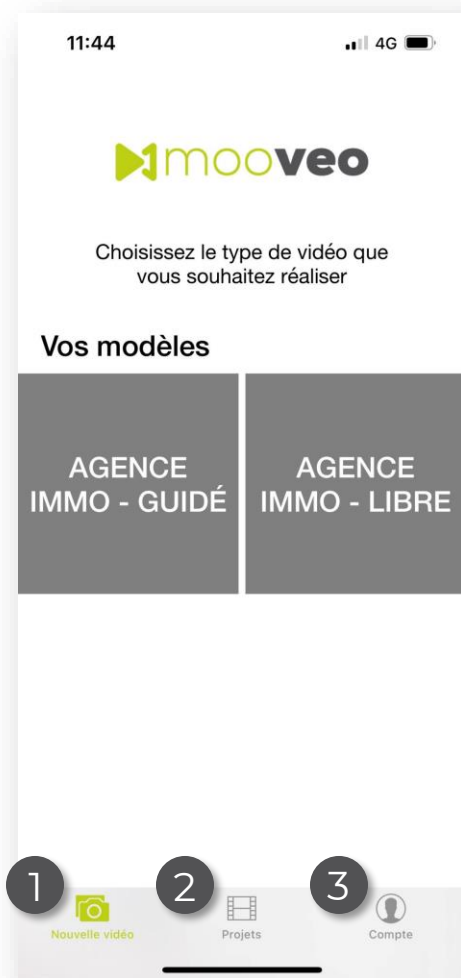 11:44
4G
mooveo
Choisissez le type de vidéo que
vous souhaitez réaliser
Vos modèles
AGENCE
IMMO - GUIDÉ
AGENCE
IMMO - LIBRE
1
2
3
Nouvelle vidéo
Projets
Compte